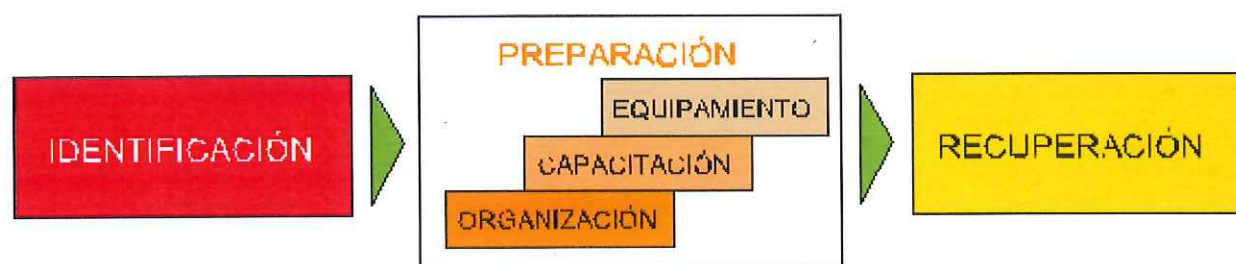 IDENTIFICACIÓN
PREPARACIÓN
EQUIPAMIENTO
CAPACITACIÓN
ORGANIZACIÓN
RECUPERACIÓN